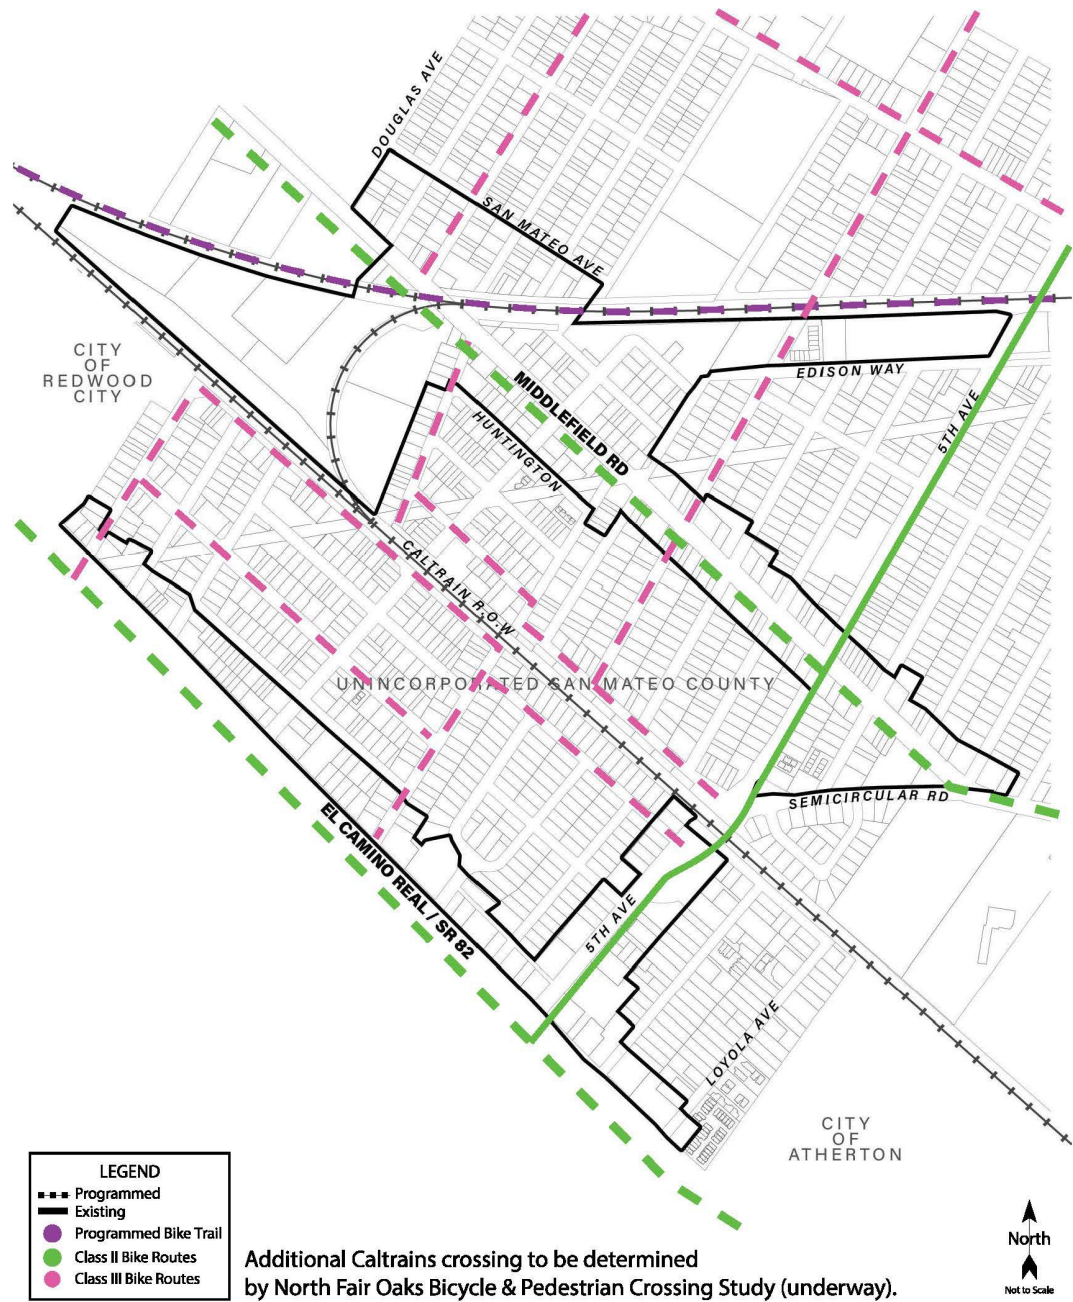 DOUGLAS AVE
SAN MATEO AVE
CITY
OF
REDWOOD
CITY
MIDDLEFIELD RD
HUNTINGTON
EDISON WAY
5TH AVE
CALTRAIN R.O.W
UNINCORPORATED SAN MATEO COUNTY
SEMICIRCULAR RD
EL CAMINO REAL / SR 82
5TH AVE
LOYOLA AVE
CITY
OF
ATHERTON
LEGEND
Programmed
Existing
Programmed Bike Trail
Class II Bike Routes
Class III Bike Routes
Additional Caltrains crossing to be determined
by North Fair Oaks Bicycle & Pedestrian Crossing Study (underway).
North
Not to Scale